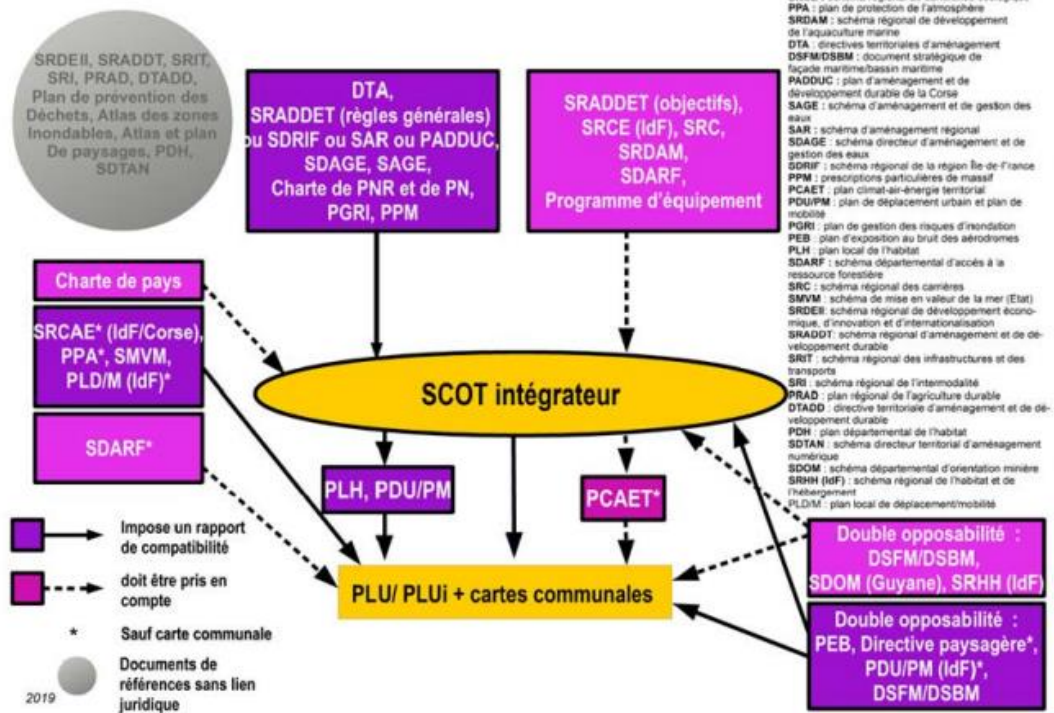 SRDEII, SRADDT, SRIT,
SRI, PRAD, DTADD,
Plan de prévention des
Déchets, Atlas des zones
Inondables, Atlas et plan
De paysages, PDH,
SDTAN
DTA,
SRADDET (règles générales)
ou SDRIF ou SAR ou PADDUC,
SDAGE, SAGE,
Charte de PNR et de PN,
PGRI, PPM
SRADDET (objectifs),
SRCE (IdF), SRC,
SRDAM,
SDARF,
Programme d'équipement
Charte de pays
SRCAE* (IdF/Corse),
PPA*, SMVM,
PLD/M (IdF)*
SDARF*
SCOT intégrateur
PLH, PDU/PM
PCAET*
PLU/ PLUi + cartes communales
Double opposabilité :
DSFM/DSBM,
SDOM (Guyane), SRHH (IdF)
Double opposabilité :
PEB, Directive paysagère*,
PDU/PM (IdF)*,
DSFM/DSBM
Impose un rapport
de compatibilité
doit être pris en
compte
* Sauf carte communale
Documents de
références sans lien
juridique
2019
PPA : plan de protection de l'atmosphère
SRDAM : schéma régional de développement
de l'aquaculture marine
DTA : directives territoriales d'aménagement
DSFM/DSBM : document stratégique de
façade maritime/bassin maritime
PADDUC : plan d'aménagement et de
développement durable de la Corse
SAGE : schéma d'aménagement et de gestion des
eaux
SAR : schéma d'aménagement régional
SDAGE : schéma directeur d'aménagement et de
gestion des eaux
SDRIF : schéma régional de la région Île-de-France
PPM : prescriptions particulières de massif
PCAET : plan climat-air-énergie territorial
PDU/PM : plan de déplacement urbain et plan de
mobilité
PGRI : plan de gestion des risques d'inondation
PEB : plan d'exposition au bruit des aérodromes
PLH : plan local de l'habitat
SDARF : schéma départemental d'accès à la
ressource forestière
SRC : schéma régional des carrières
SMVM : schéma de mise en valeur de la mer (Etat)
SRDEII: schéma régional de développement écono-
mique, d'innovation et d'internationalisation
SRADDT: schéma régional d'aménagement et de dé-
veloppement durable
SRIT : schéma régional des infrastructures et des
transports
SRI : schéma régional de l'intermodalité
PRAD : plan régional de l'agriculture durable
DTADD : directive territoriale d'aménagement et de dé-
veloppement durable
PDH : plan départemental de l'habitat
SDTAN : schéma directeur territorial d'aménagement
numérique
SDOM : schéma départemental d'orientation minière
SRHH (IdF) : schéma régional de l'habitat et de
l'hébergement
PLD/M : plan local de déplacement/mobilité